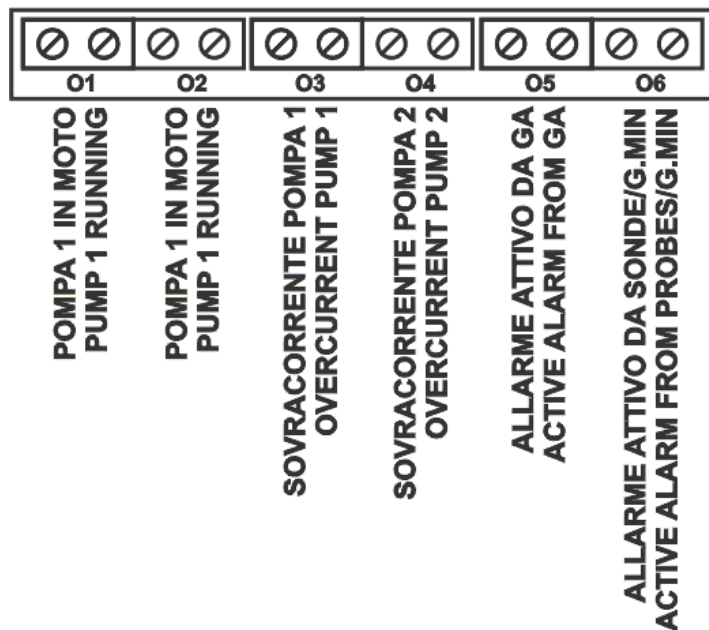 O1
O2
O3
O4
O5
O6
POMPA 1 IN MOTO
PUMP 1 RUNNING
POMPA 1 IN MOTO
PUMP 1 RUNNING
SOVRACORRENTE POMPA 1
OVERCURRENT PUMP 1
SOVRACORRENTE POMPA 2
OVERCURRENT PUMP 2
ALLARME ATTIVO DA GA
ACTIVE ALARM FROM GA
ALLARME ATTIVO DA SONDE/G.MIN
ACTIVE ALARM FROM PROBES/G.MIN